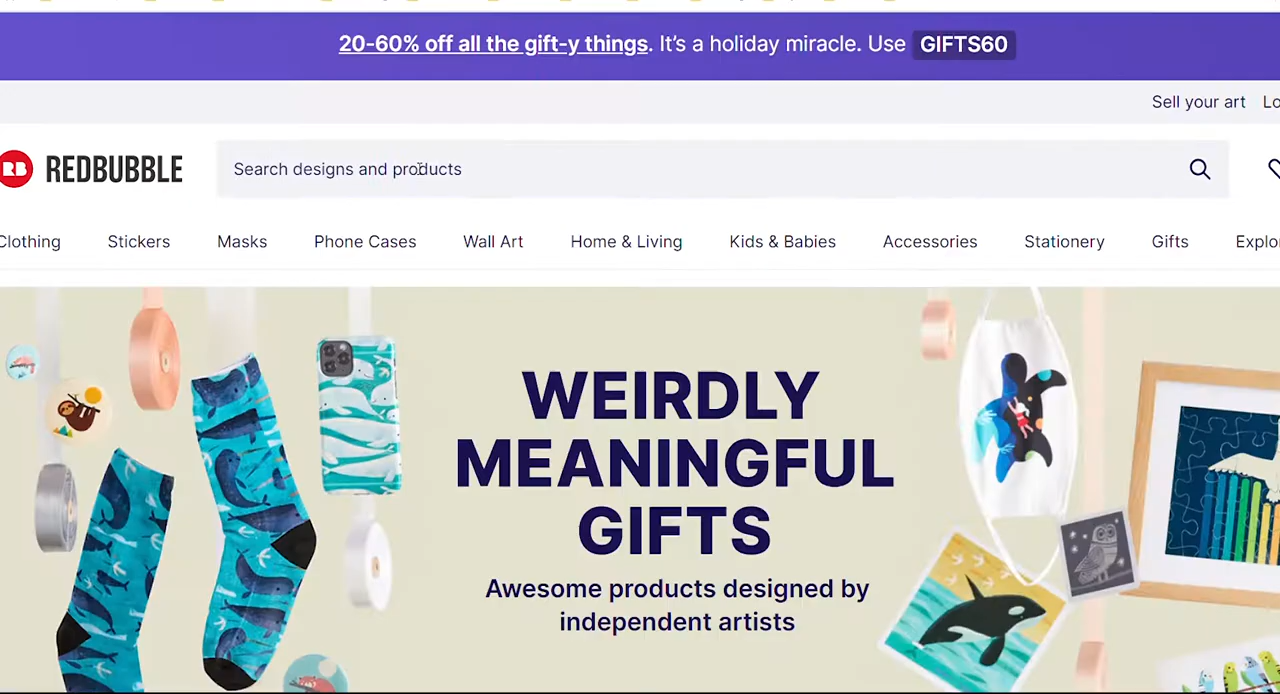 20-60% off all the gift-y things. It's a holiday miracle. Use GIFTS60
Sell your art
RB REDBUBBLE
Search designs and products
Clothing Stickers Masks Phone Cases Wall Art Home & Living Kids & Babies Accessories Stationery Gifts
WEIRDLY
MEANINGFUL
GIFTS
Awesome products designed by
independent artists